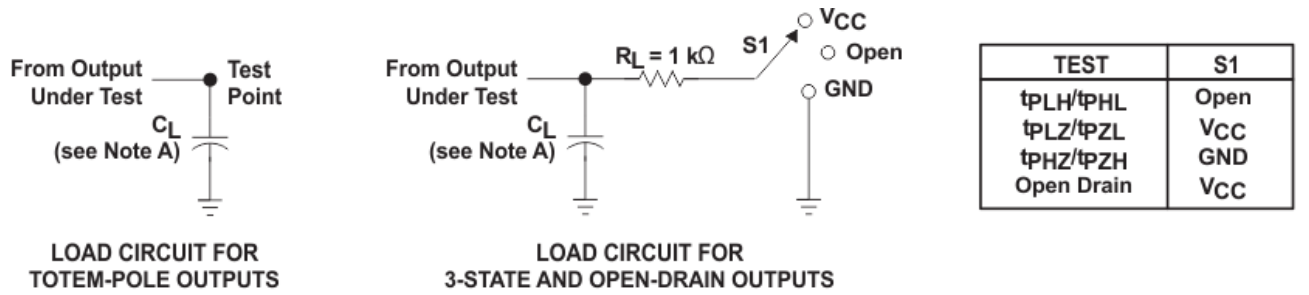 From Output
Under Test
Test
Point
CL
(see Note A)
LOAD CIRCUIT FOR
TOTEM-POLE OUTPUTS
From Output
Under Test
RL = 1 kΩ
S1
VCC
Open
GND
CL
(see Note A)
LOAD CIRCUIT FOR
3-STATE AND OPEN-DRAIN OUTPUTS
TEST S1
tPLH/tPHL Open
tPLZ/tPZL VCC
tPHZ/tPZH GND
Open Drain VCC